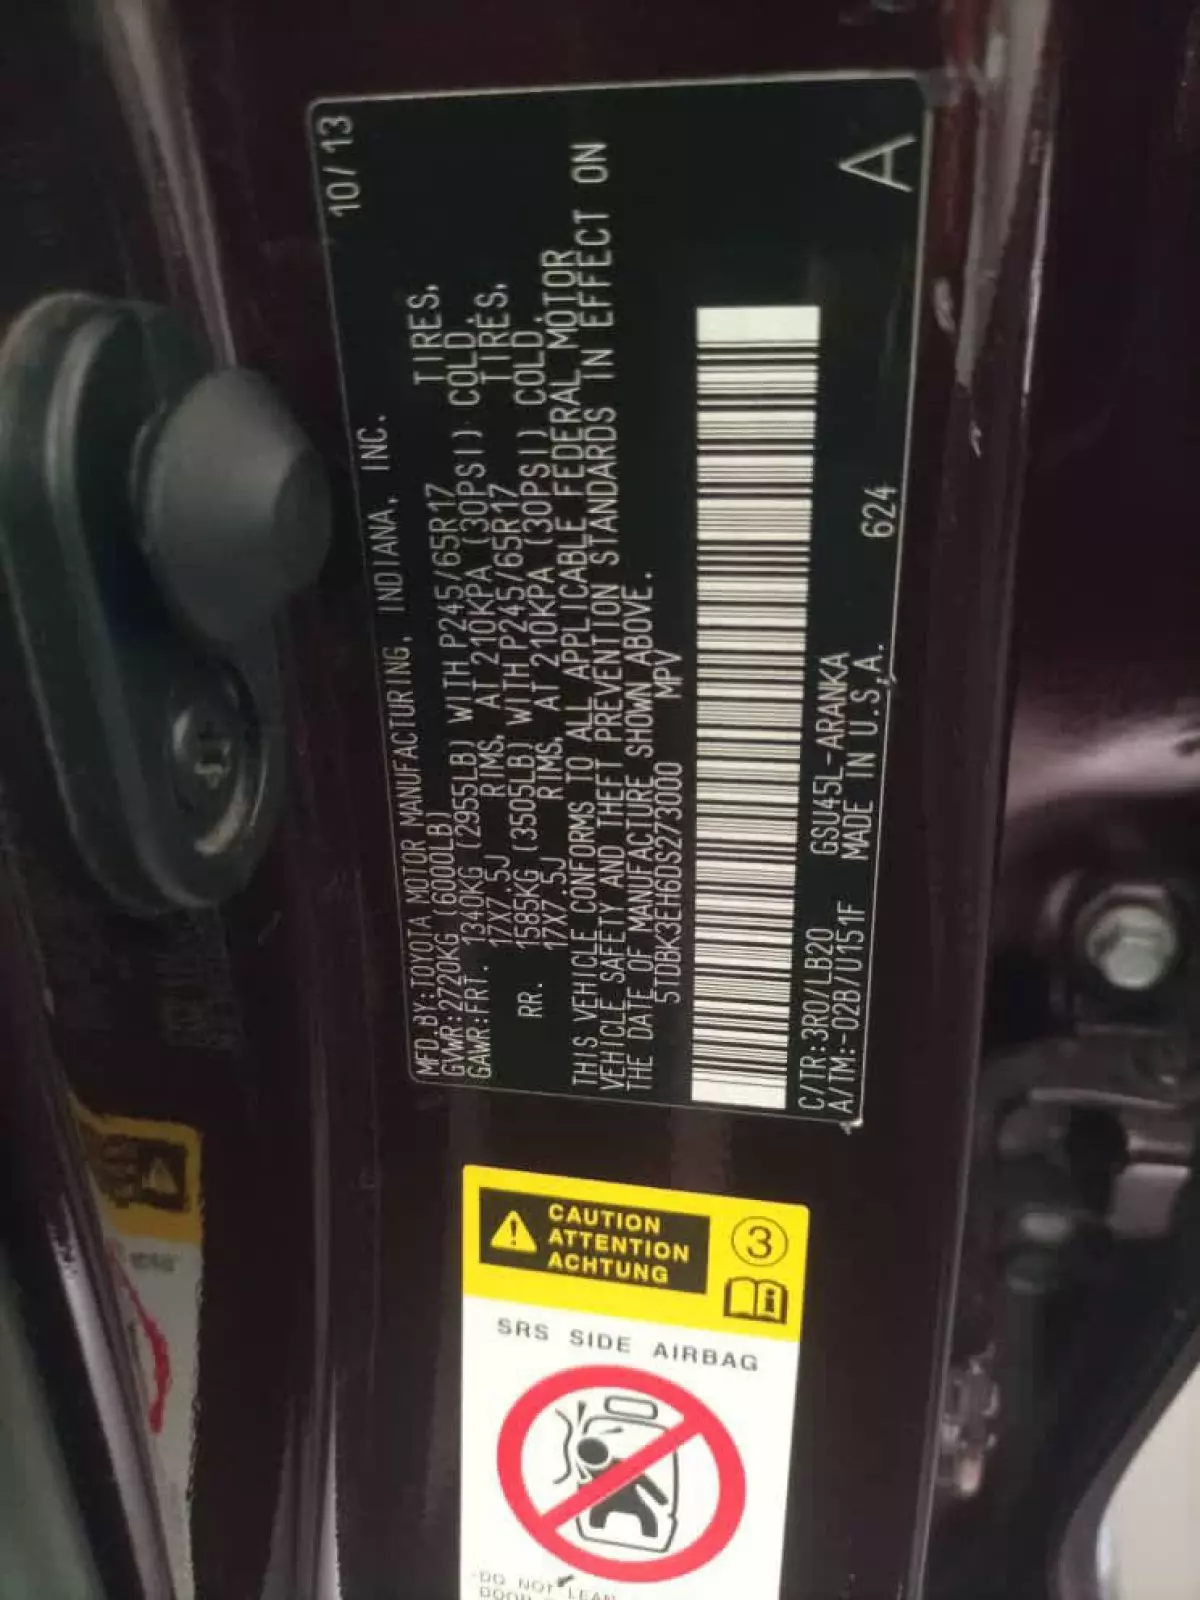 10/13
MFD.BY:TOYOTA MOTOR MANUFACTURING, INDIANA, INC.
GVWR:2720KG (6000LB)
GAWR:FRT. 1340KG (2955LB) WITH P245/65R17 TIRES,
17X7.5J RIMS, AT 210KPA (30PSI) COLD.
RR. 1585KG (3505LB) WITH P245/65R17 TIRES,
17X7.5J RIMS, AT 210KPA (30PSI) COLD.
THIS VEHICLE CONFORMS TO ALL APPLICABLE FEDERAL MOTOR
VEHICLE SAFETY AND THEFT PREVENTION STANDARDS IN EFFECT ON
THE DATE OF MANUFACTURE SHOWN ABOVE.
5TDBK3EH6DS273000 MPV
C/TR:3R0/LB20 GSU45L-ARANKA
A/TM:-02B/U151F MADE IN U.S.A. 624
A
CAUTION
ATTENTION
ACHTUNG
3
SRS SIDE AIRBAG
-DO NOT LEAN
DOOR